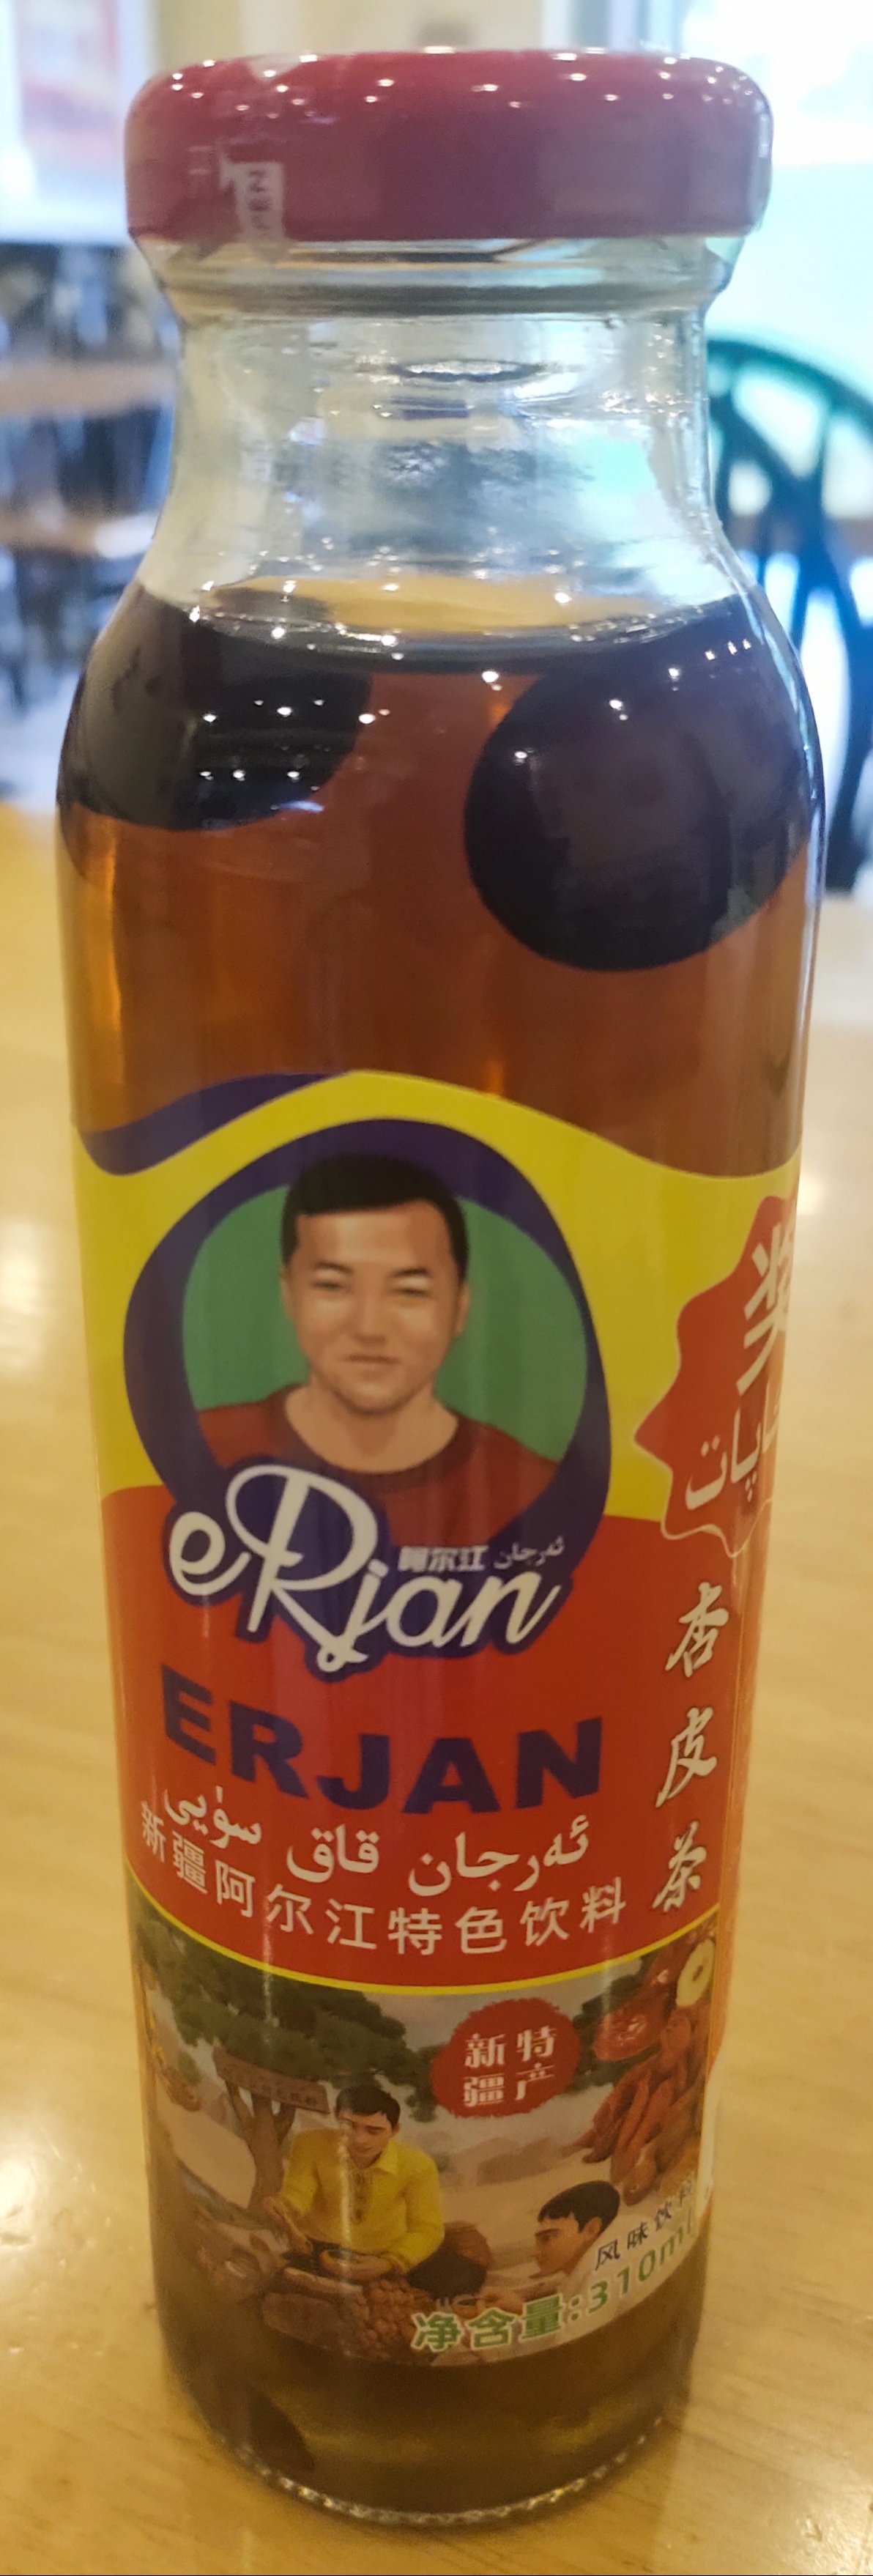 eRjan
阿尔江 ئەرجان
ERJAN
ئەرجان قاق سۈيى
新疆阿尔江特色饮料
杏皮茶
奖
新特
疆产
风味饮料
净含量:310ml